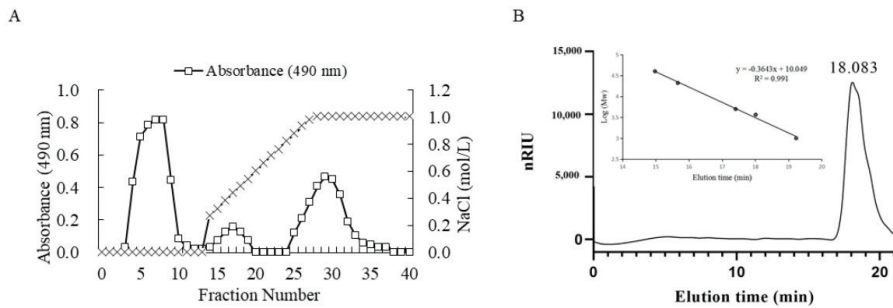 A
Absorbance (490 nm)
1.0
0.8
0.6
0.4
0.2
0.0
Absorbance (490 nm)
1.2
1.0
0.8
0.6
0.4
0.2
0.0
NaCl (mol/L)
0 5 10 15 20 25 30 35 40
Fraction Number
B
15,000
10,000
5,000
0
nRIU
18.083
y = -0.3643x + 10.049
R² = 0.991
5
4.5
4
3.5
3
2.5
Log (Mw)
14 15 16 17 18 19 20
Elution time (min)
0 10 20
Elution time (min)